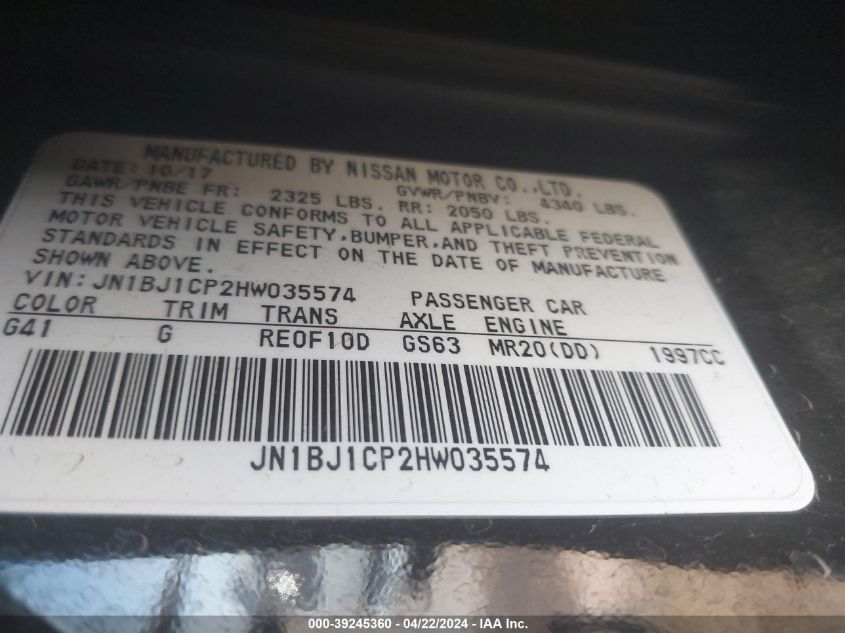 MANUFACTURED BY NISSAN MOTOR CO.,LTD.
DATE: 10/17 GVWR/PNBV: 4340 LBS.
GAWR/PNBE FR: 2325 LBS. RR: 2050 LBS.
THIS VEHICLE CONFORMS TO ALL APPLICABLE FEDERAL
MOTOR VEHICLE SAFETY,BUMPER,AND THEFT PREVENTION
STANDARDS IN EFFECT ON THE DATE OF MANUFACTURE
SHOWN ABOVE.
VIN:JN1BJ1CP2HW035574 PASSENGER CAR
COLOR TRIM TRANS AXLE ENGINE
G41 G RE0F10D GS63 MR20(DD) 1997CC
JN1BJ1CP2HW035574
000-39245360 - 04/22/2024 - IAA Inc.